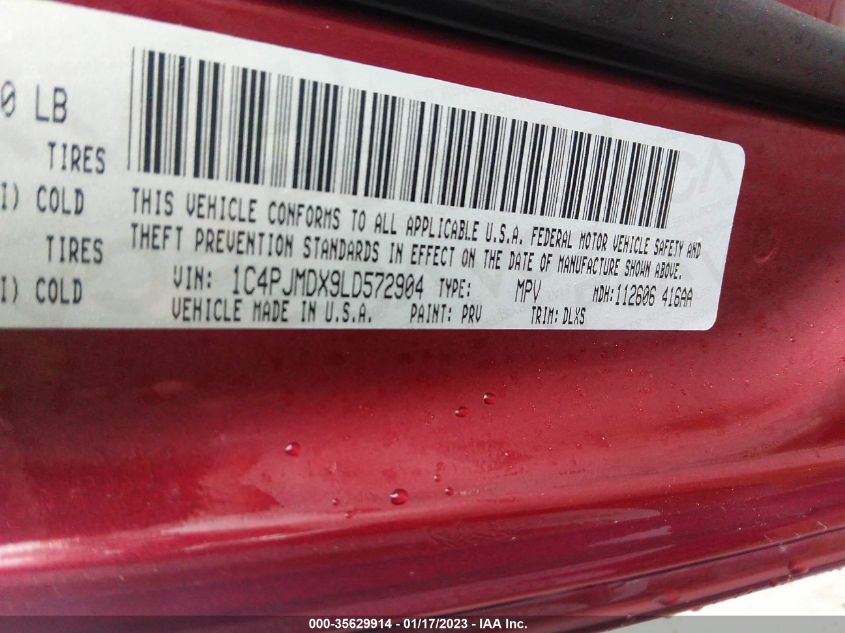 0 LB
TIRES
I) COLD
TIRES
I) COLD
THIS VEHICLE CONFORMS TO ALL APPLICABLE U.S.A. FEDERAL MOTOR VEHICLE SAFETY AND
THEFT PREVENTION STANDARDS IN EFFECT ON THE DATE OF MANUFACTURE SHOWN ABOVE.
VIN: 1C4PJMDX9LD572904 TYPE: MPV MDH: 112606 416AA
VEHICLE MADE IN U.S.A. PAINT: PRV TRIM: DLXS
000-35629914 - 01/17/2023 - IAA Inc.